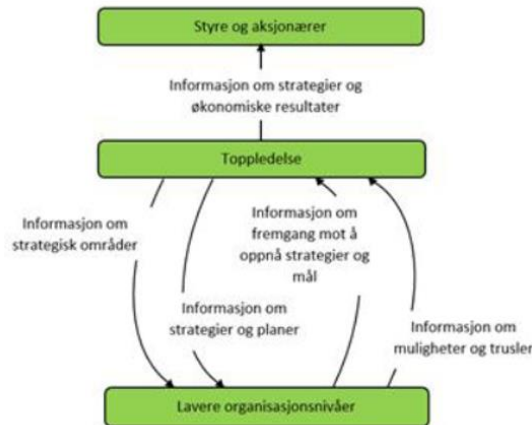 Styre og aksjonærer
Informasjon om strategier og
økonomiske resultater
Toppledelse
Informasjon om
strategisk områder
Informasjon om
fremgang mot å
oppnå strategier og
mål
Informasjon om
strategier og planer
Informasjon om
muligheter og trusler
Lavere organisasjonsnivåer